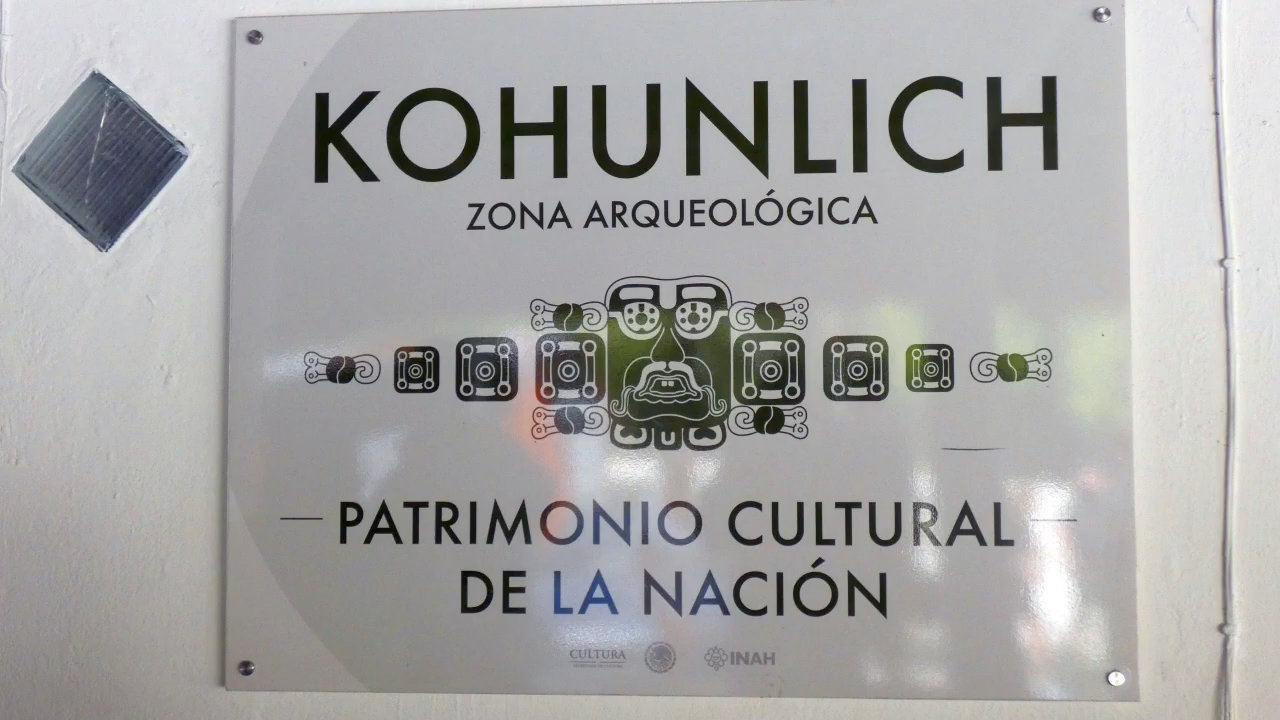 KOHUNLICH
ZONA ARQUEOLÓGICA
PATRIMONIO CULTURAL
DE LA NACIÓN
CULTURA
INAH